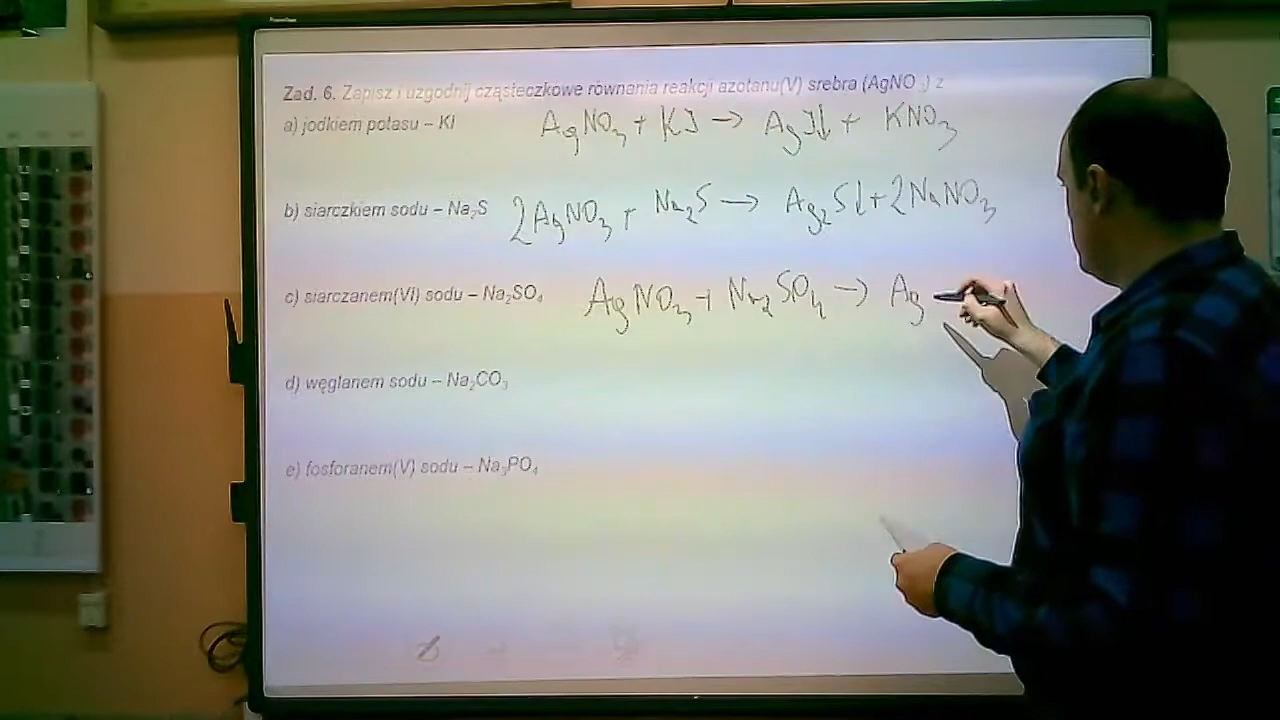 Zad. 6. Zapisz i uzgodnij cząsteczkowe równania reakcji azotanu(V) srebra (AgNO₃) z
a) jodkiem potasu – KI AgNO₃ + KJ → AgJ↓ + KNO₃
b) siarczkiem sodu – Na₂S 2AgNO₃ + Na₂S → Ag₂S↓ + 2NaNO₃
c) siarczanem(VI) sodu – Na₂SO₄ AgNO₃ + Na₂SO₄ → Ag
d) węglanem sodu – Na₂CO₃
e) fosforanem(V) sodu – Na₃PO₄